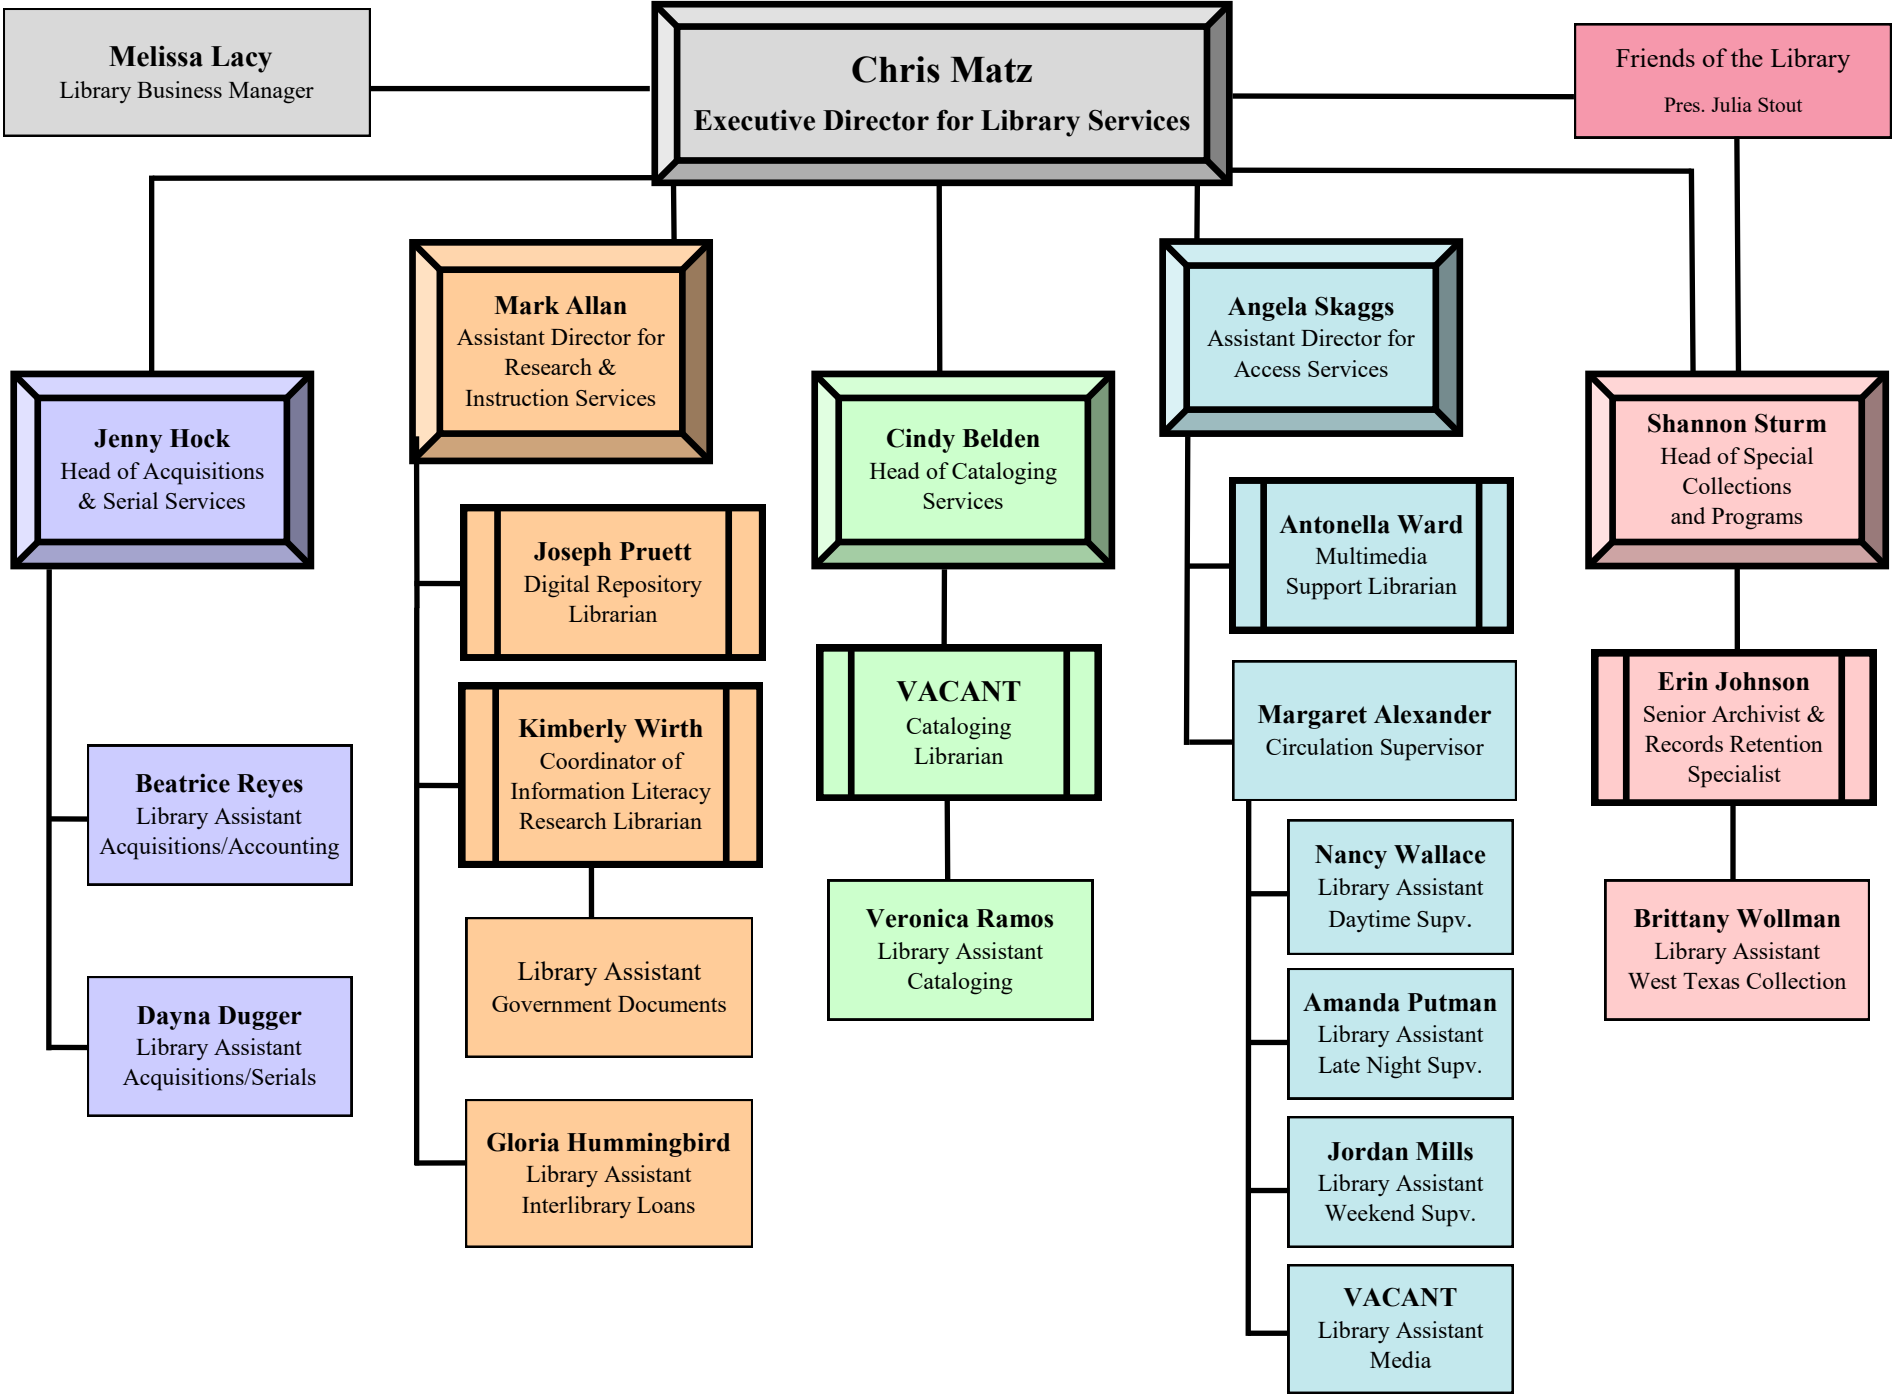 Melissa Lacy
Library Business Manager
Chris Matz
Executive Director for Library Services
Friends of the Library
Pres. Julia Stout
Jenny Hock
Head of Acquisitions
& Serial Services
Beatrice Reyes
Library Assistant
Acquisitions/Accounting
Dayna Dugger
Library Assistant
Acquisitions/Serials
Mark Allan
Assistant Director for
Research &
Instruction Services
Joseph Pruett
Digital Repository
Librarian
Kimberly Wirth
Coordinator of
Information Literacy
Research Librarian
Library Assistant
Government Documents
Gloria Hummingbird
Library Assistant
Interlibrary Loans
Cindy Belden
Head of Cataloging
Services
VACANT
Cataloging
Librarian
Veronica Ramos
Library Assistant
Cataloging
Angela Skaggs
Assistant Director for
Access Services
Antonella Ward
Multimedia
Support Librarian
Margaret Alexander
Circulation Supervisor
Nancy Wallace
Library Assistant
Daytime Supv.
Amanda Putman
Library Assistant
Late Night Supv.
Jordan Mills
Library Assistant
Weekend Supv.
VACANT
Library Assistant
Media
Shannon Sturm
Head of Special
Collections
and Programs
Erin Johnson
Senior Archivist &
Records Retention
Specialist
Brittany Wollman
Library Assistant
West Texas Collection